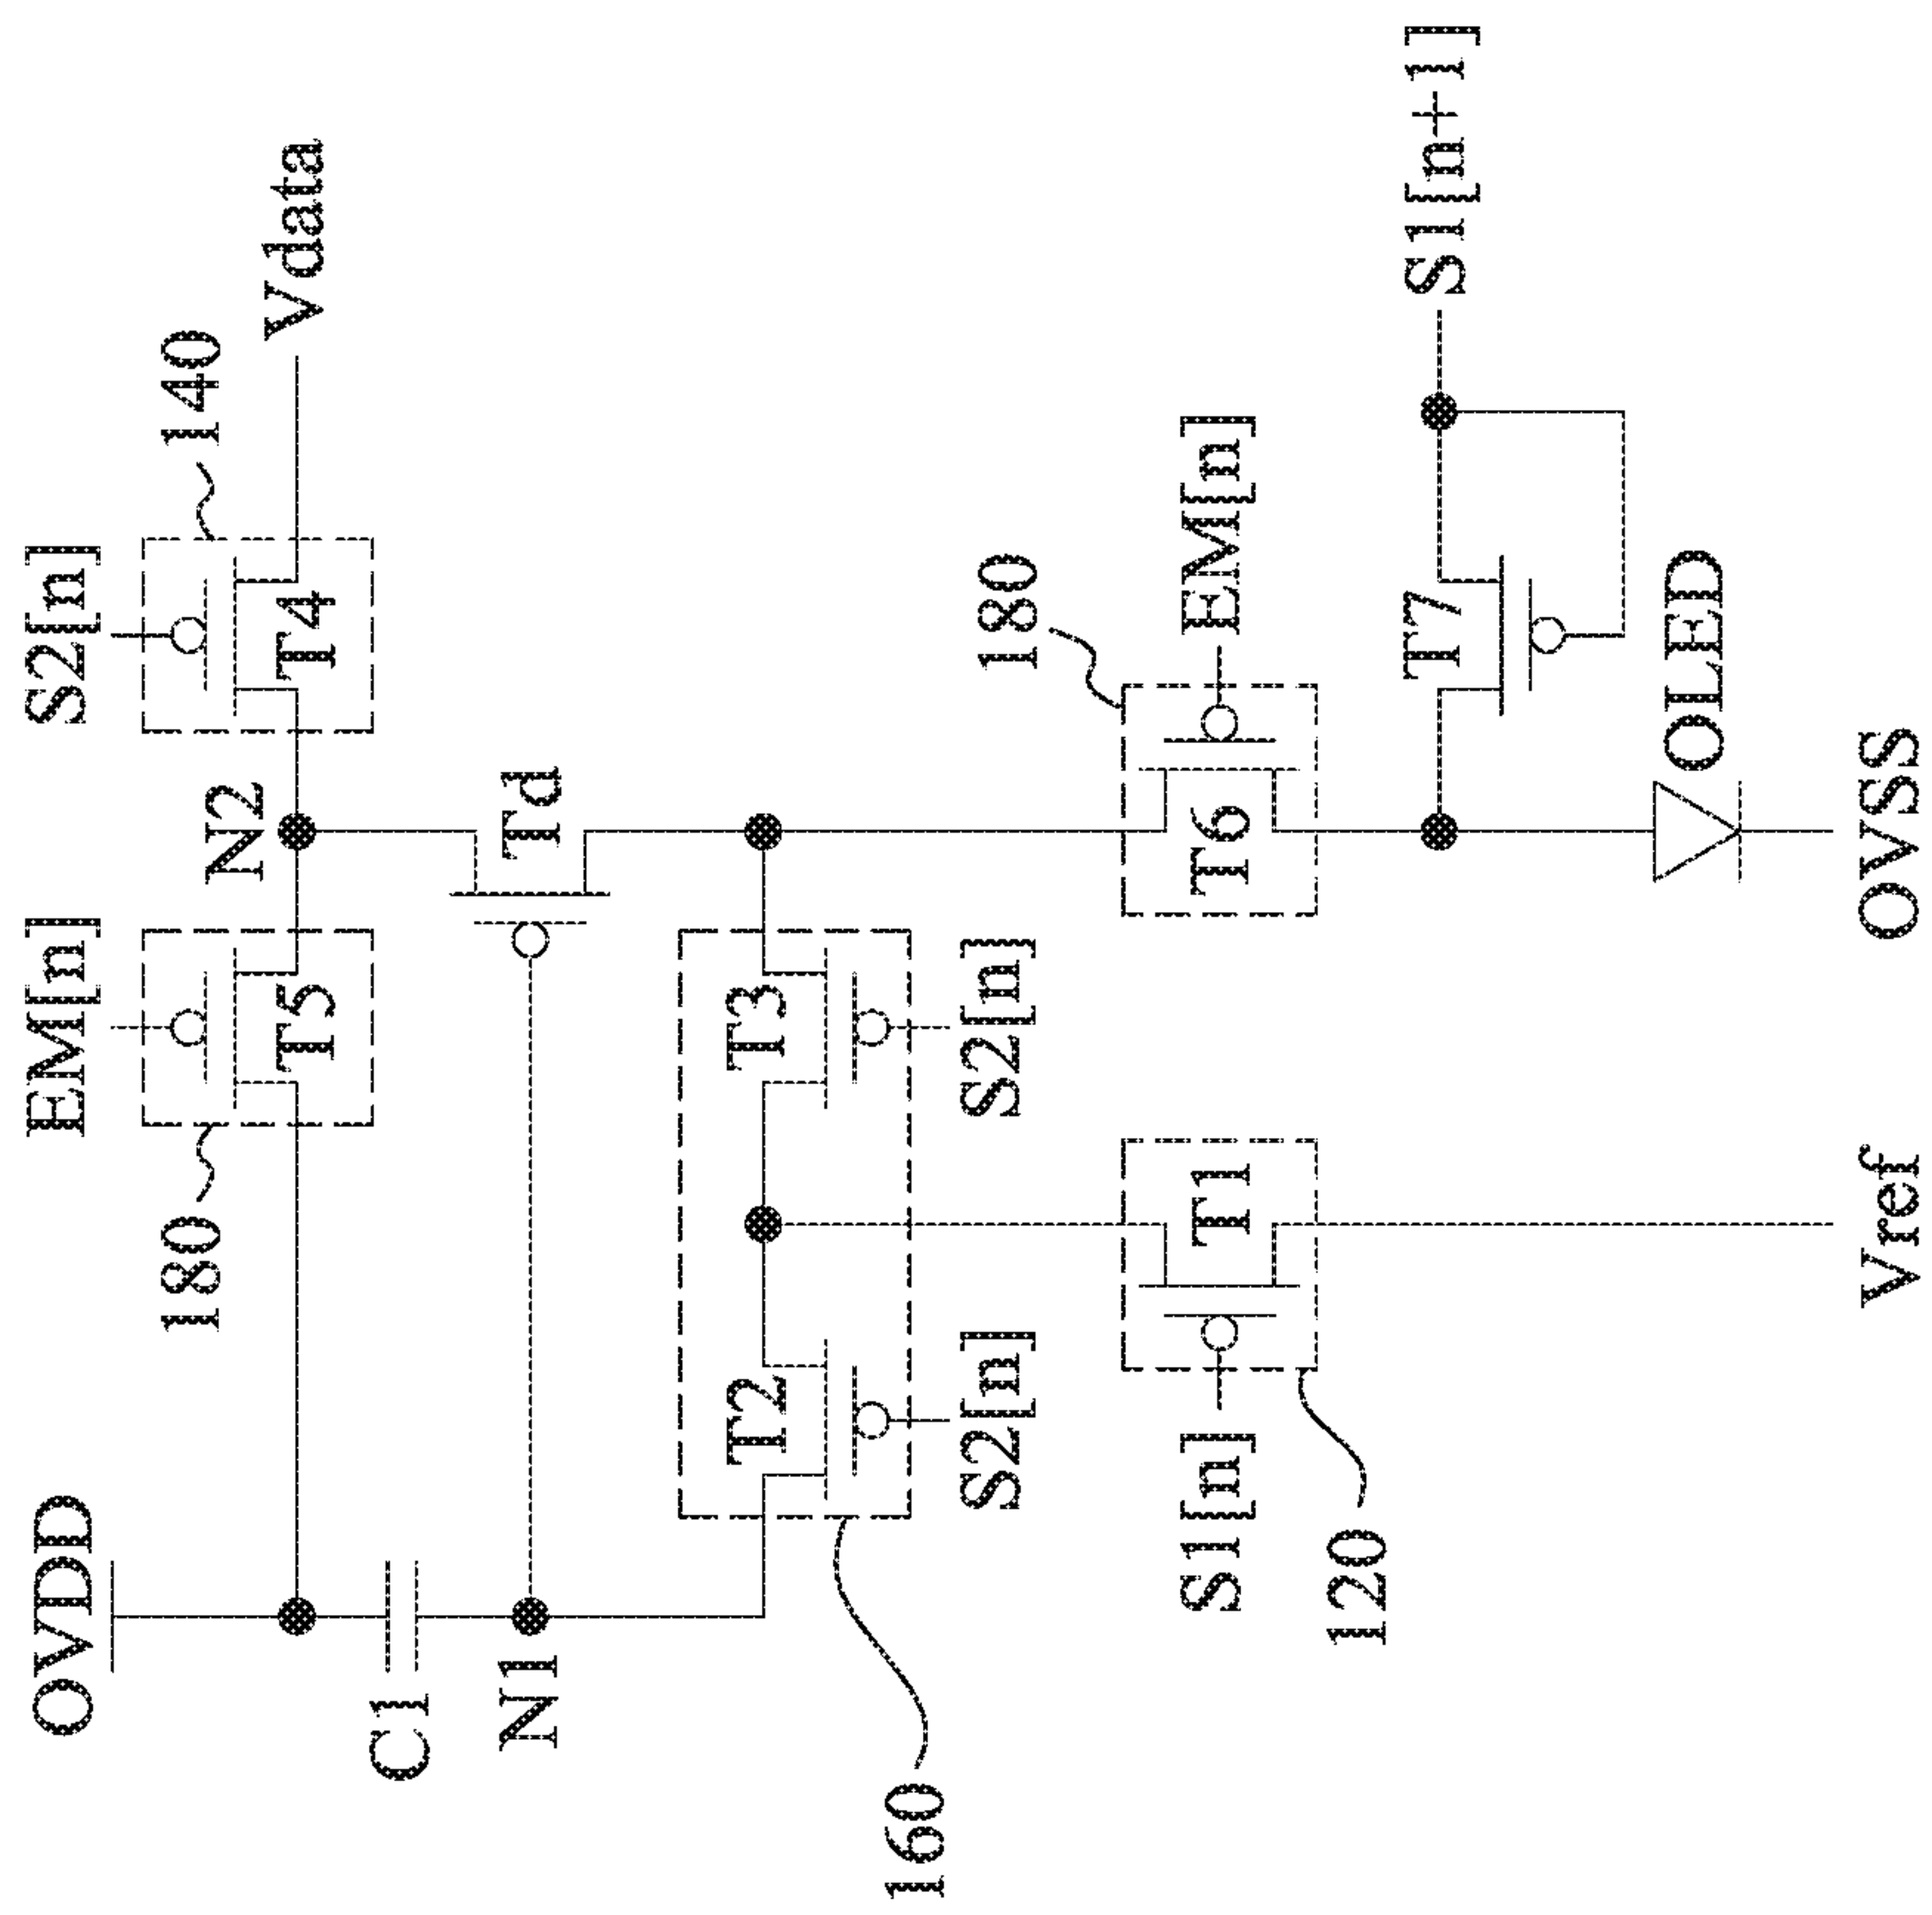 OVDD
EM[n]
S2[n]
180
T5
N2
T4
140
Vdata
C1
N1
Td
T2
T3
160
S2[n]
S2[n]
180
S1[n]
T1
T6
EM[n]
120
T7
S1[n+1]
OLED
Vref
OVSS